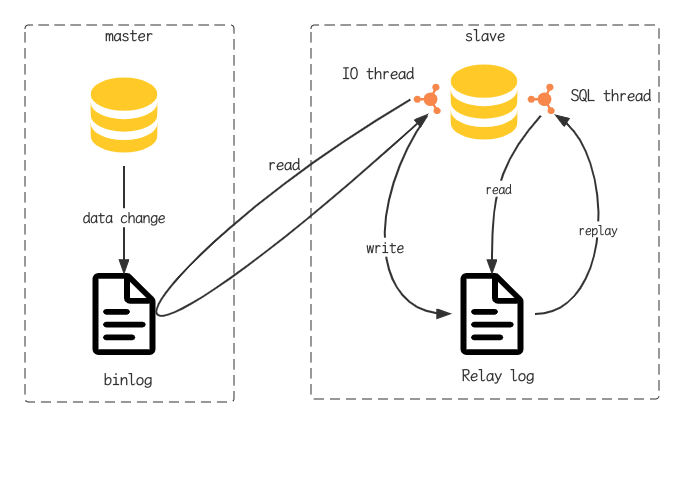 master
slave
IO thread
SQL thread
read
read
data change
replay
write
Relay log
binlog